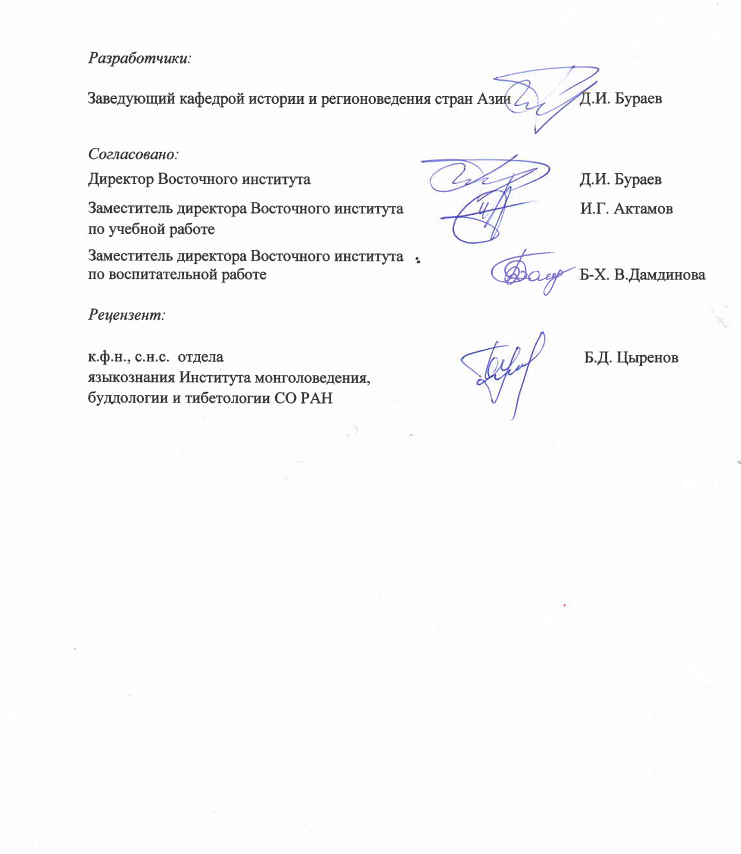 Разработчики:
Заведующий кафедрой истории и регионоведения стран Азии Д.И. Бураев
Согласовано:
Директор Восточного института Д.И. Бураев
Заместитель директора Восточного института И.Г. Актамов
по учебной работе
Заместитель директора Восточного института
по воспитательной работе Б-Х. В.Дамдинова
Рецензент:
к.ф.н., с.н.с. отдела Б.Д. Цыренов
языкознания Института монголоведения,
буддологии и тибетологии СО РАН